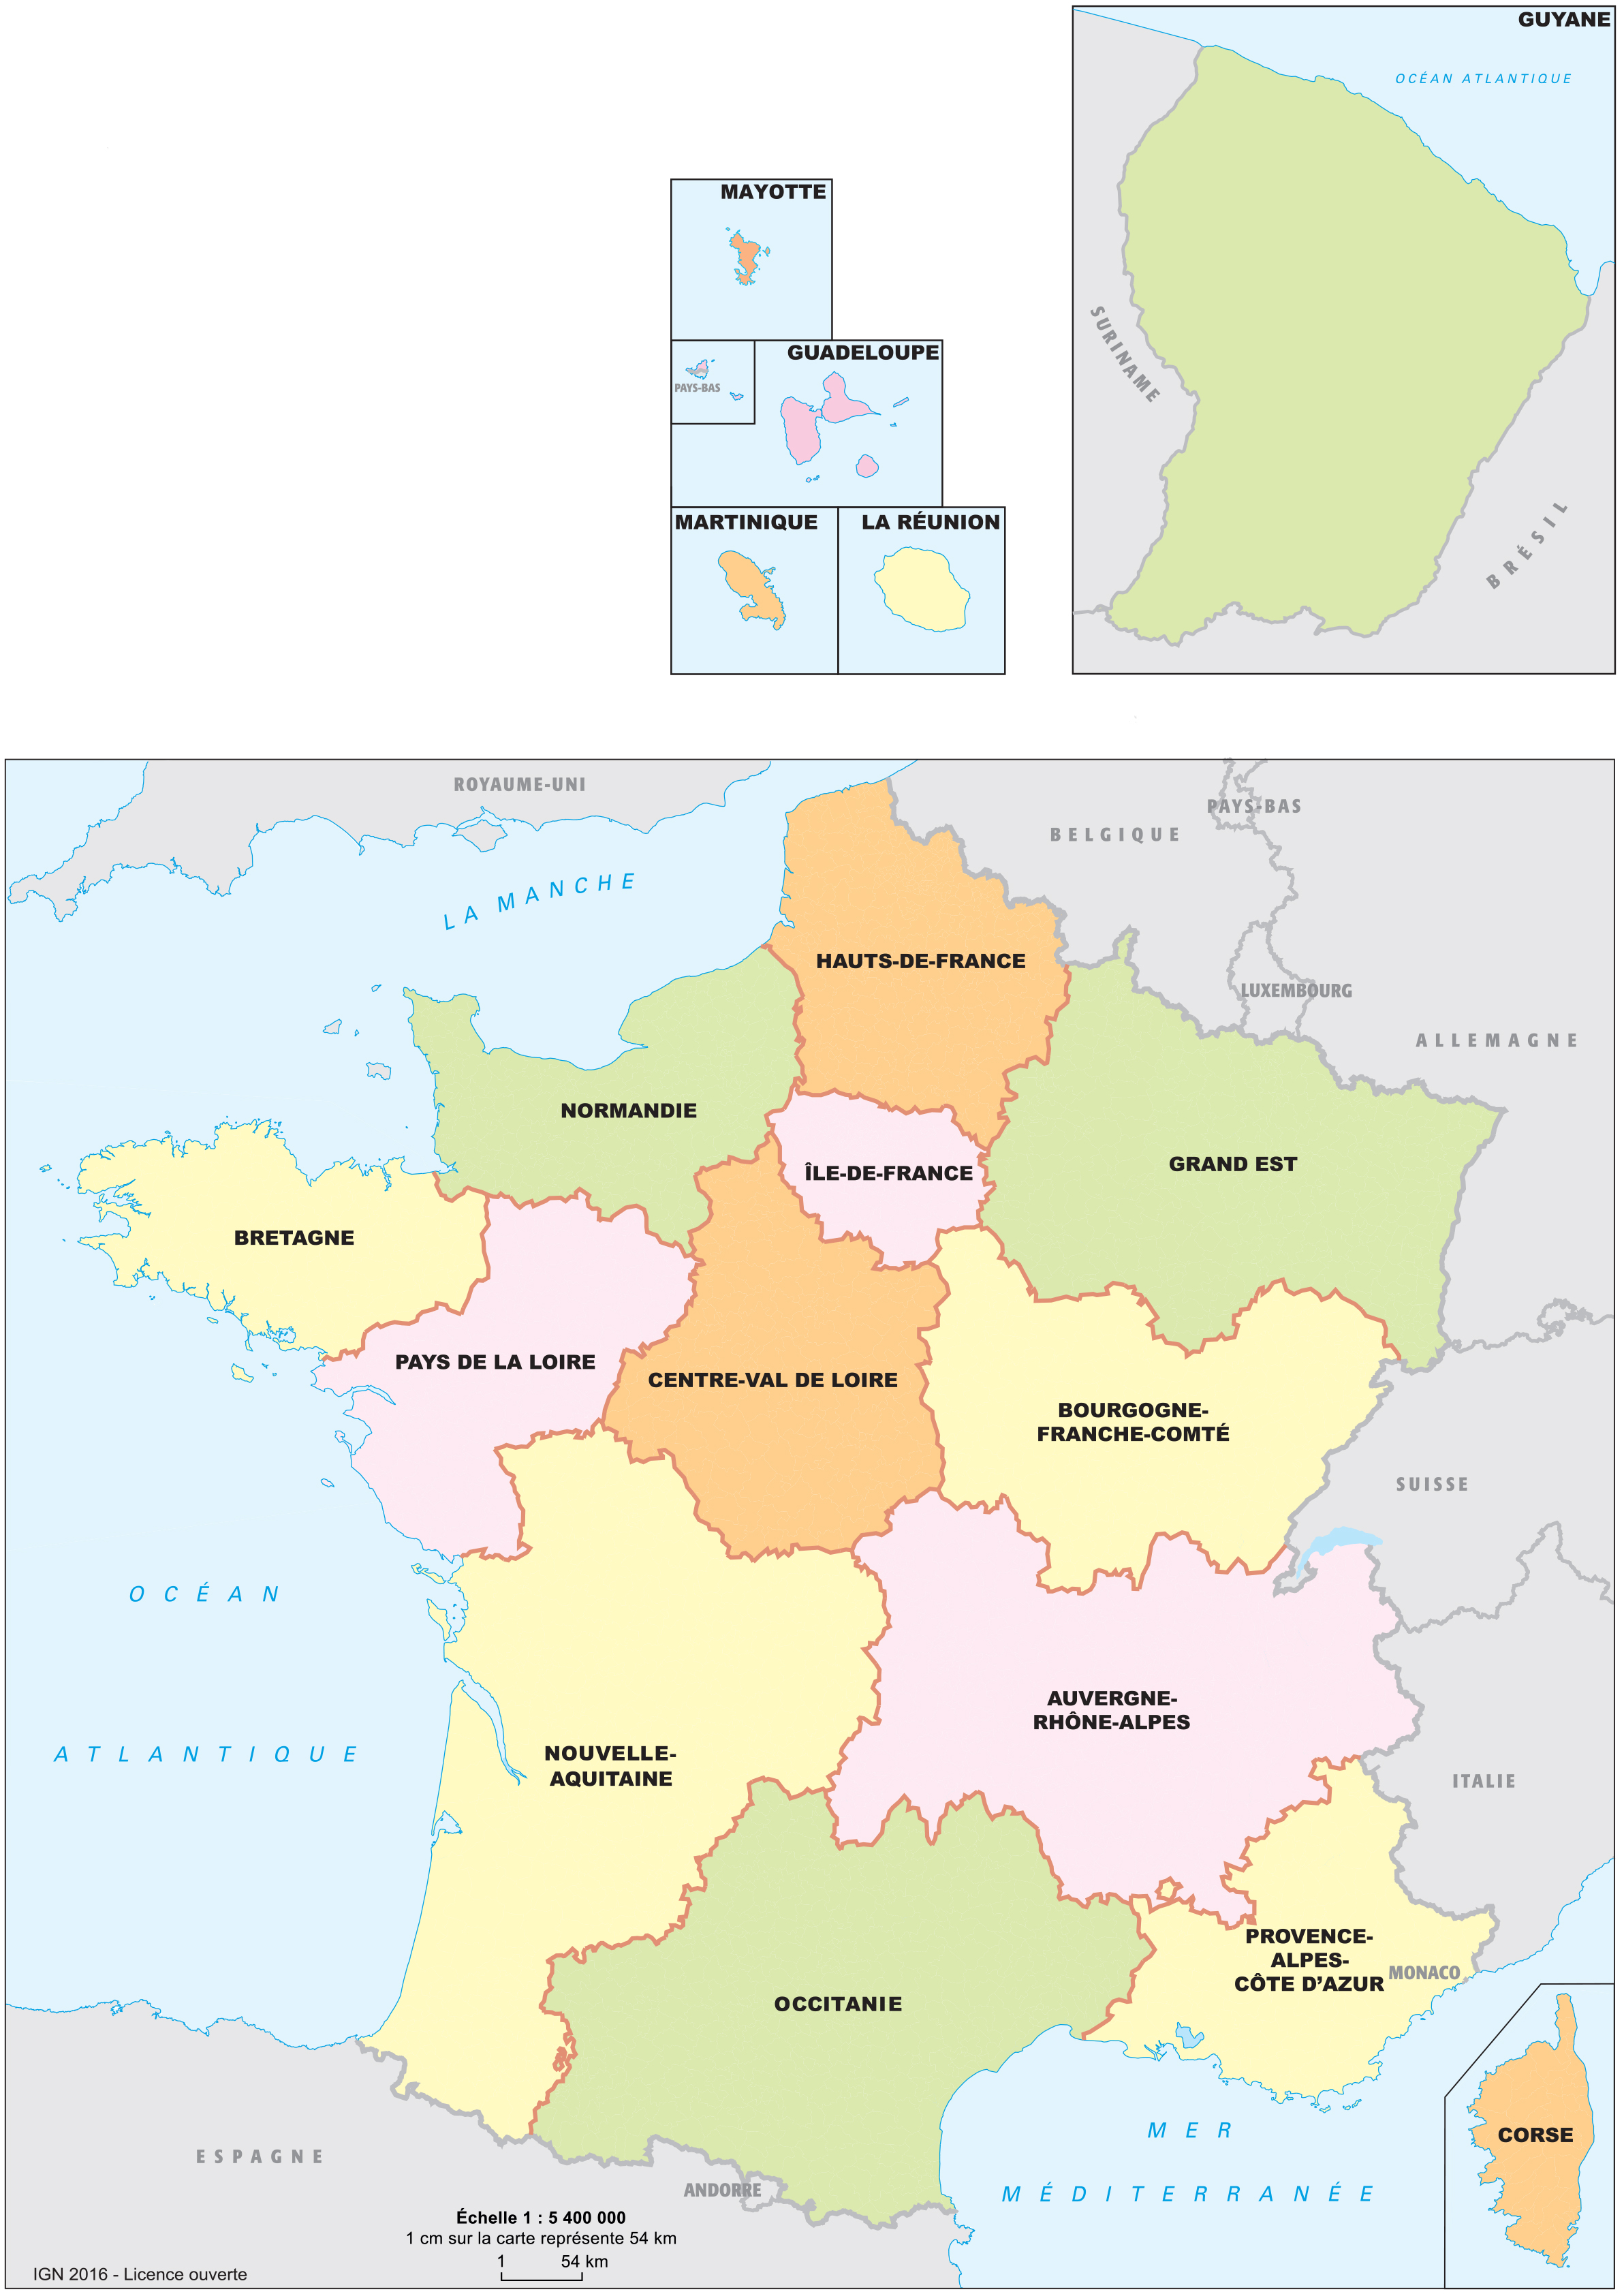 GUYANE
OCÉAN ATLANTIQUE
SURINAME
BRÉSIL
MAYOTTE
GUADELOUPE
PAYS-BAS
MARTINIQUE
LA RÉUNION
ROYAUME-UNI
PAYS-BAS
BELGIQUE
LA MANCHE
HAUTS-DE-FRANCE
LUXEMBOURG
ALLEMAGNE
NORMANDIE
GRAND EST
ÎLE-DE-FRANCE
BRETAGNE
PAYS DE LA LOIRE
CENTRE-VAL DE LOIRE
BOURGOGNE-
FRANCHE-COMTÉ
SUISSE
OCÉAN
ATLANTIQUE
AUVERGNE-
RHÔNE-ALPES
NOUVELLE-
AQUITAINE
ITALIE
PROVENCE-
ALPES-
CÔTE D'AZUR
MONACO
OCCITANIE
MER
MÉDITERRANÉE
CORSE
ESPAGNE
ANDORRE
Échelle 1 : 5 400 000
1 cm sur la carte représente 54 km
1 54 km
IGN 2016 - Licence ouverte